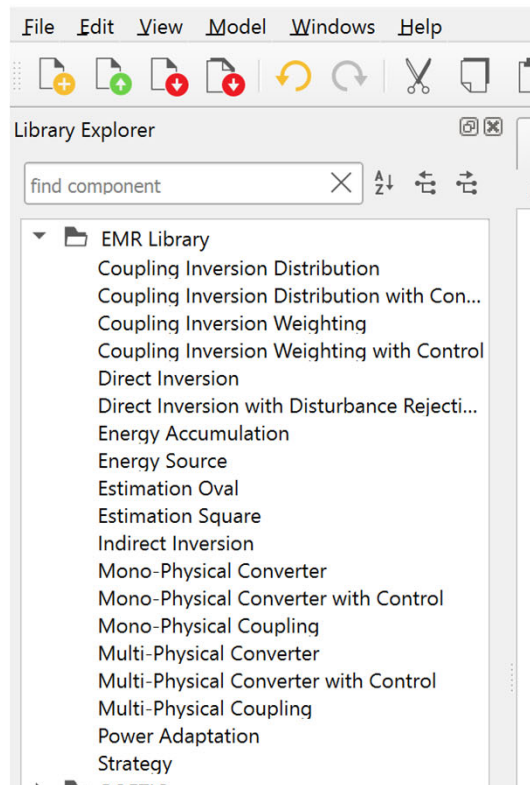 File Edit View Model Windows Help
Library Explorer
find component
EMR Library
Coupling Inversion Distribution
Coupling Inversion Distribution with Con...
Coupling Inversion Weighting
Coupling Inversion Weighting with Control
Direct Inversion
Direct Inversion with Disturbance Rejecti...
Energy Accumulation
Energy Source
Estimation Oval
Estimation Square
Indirect Inversion
Mono-Physical Converter
Mono-Physical Converter with Control
Mono-Physical Coupling
Multi-Physical Converter
Multi-Physical Converter with Control
Multi-Physical Coupling
Power Adaptation
Strategy